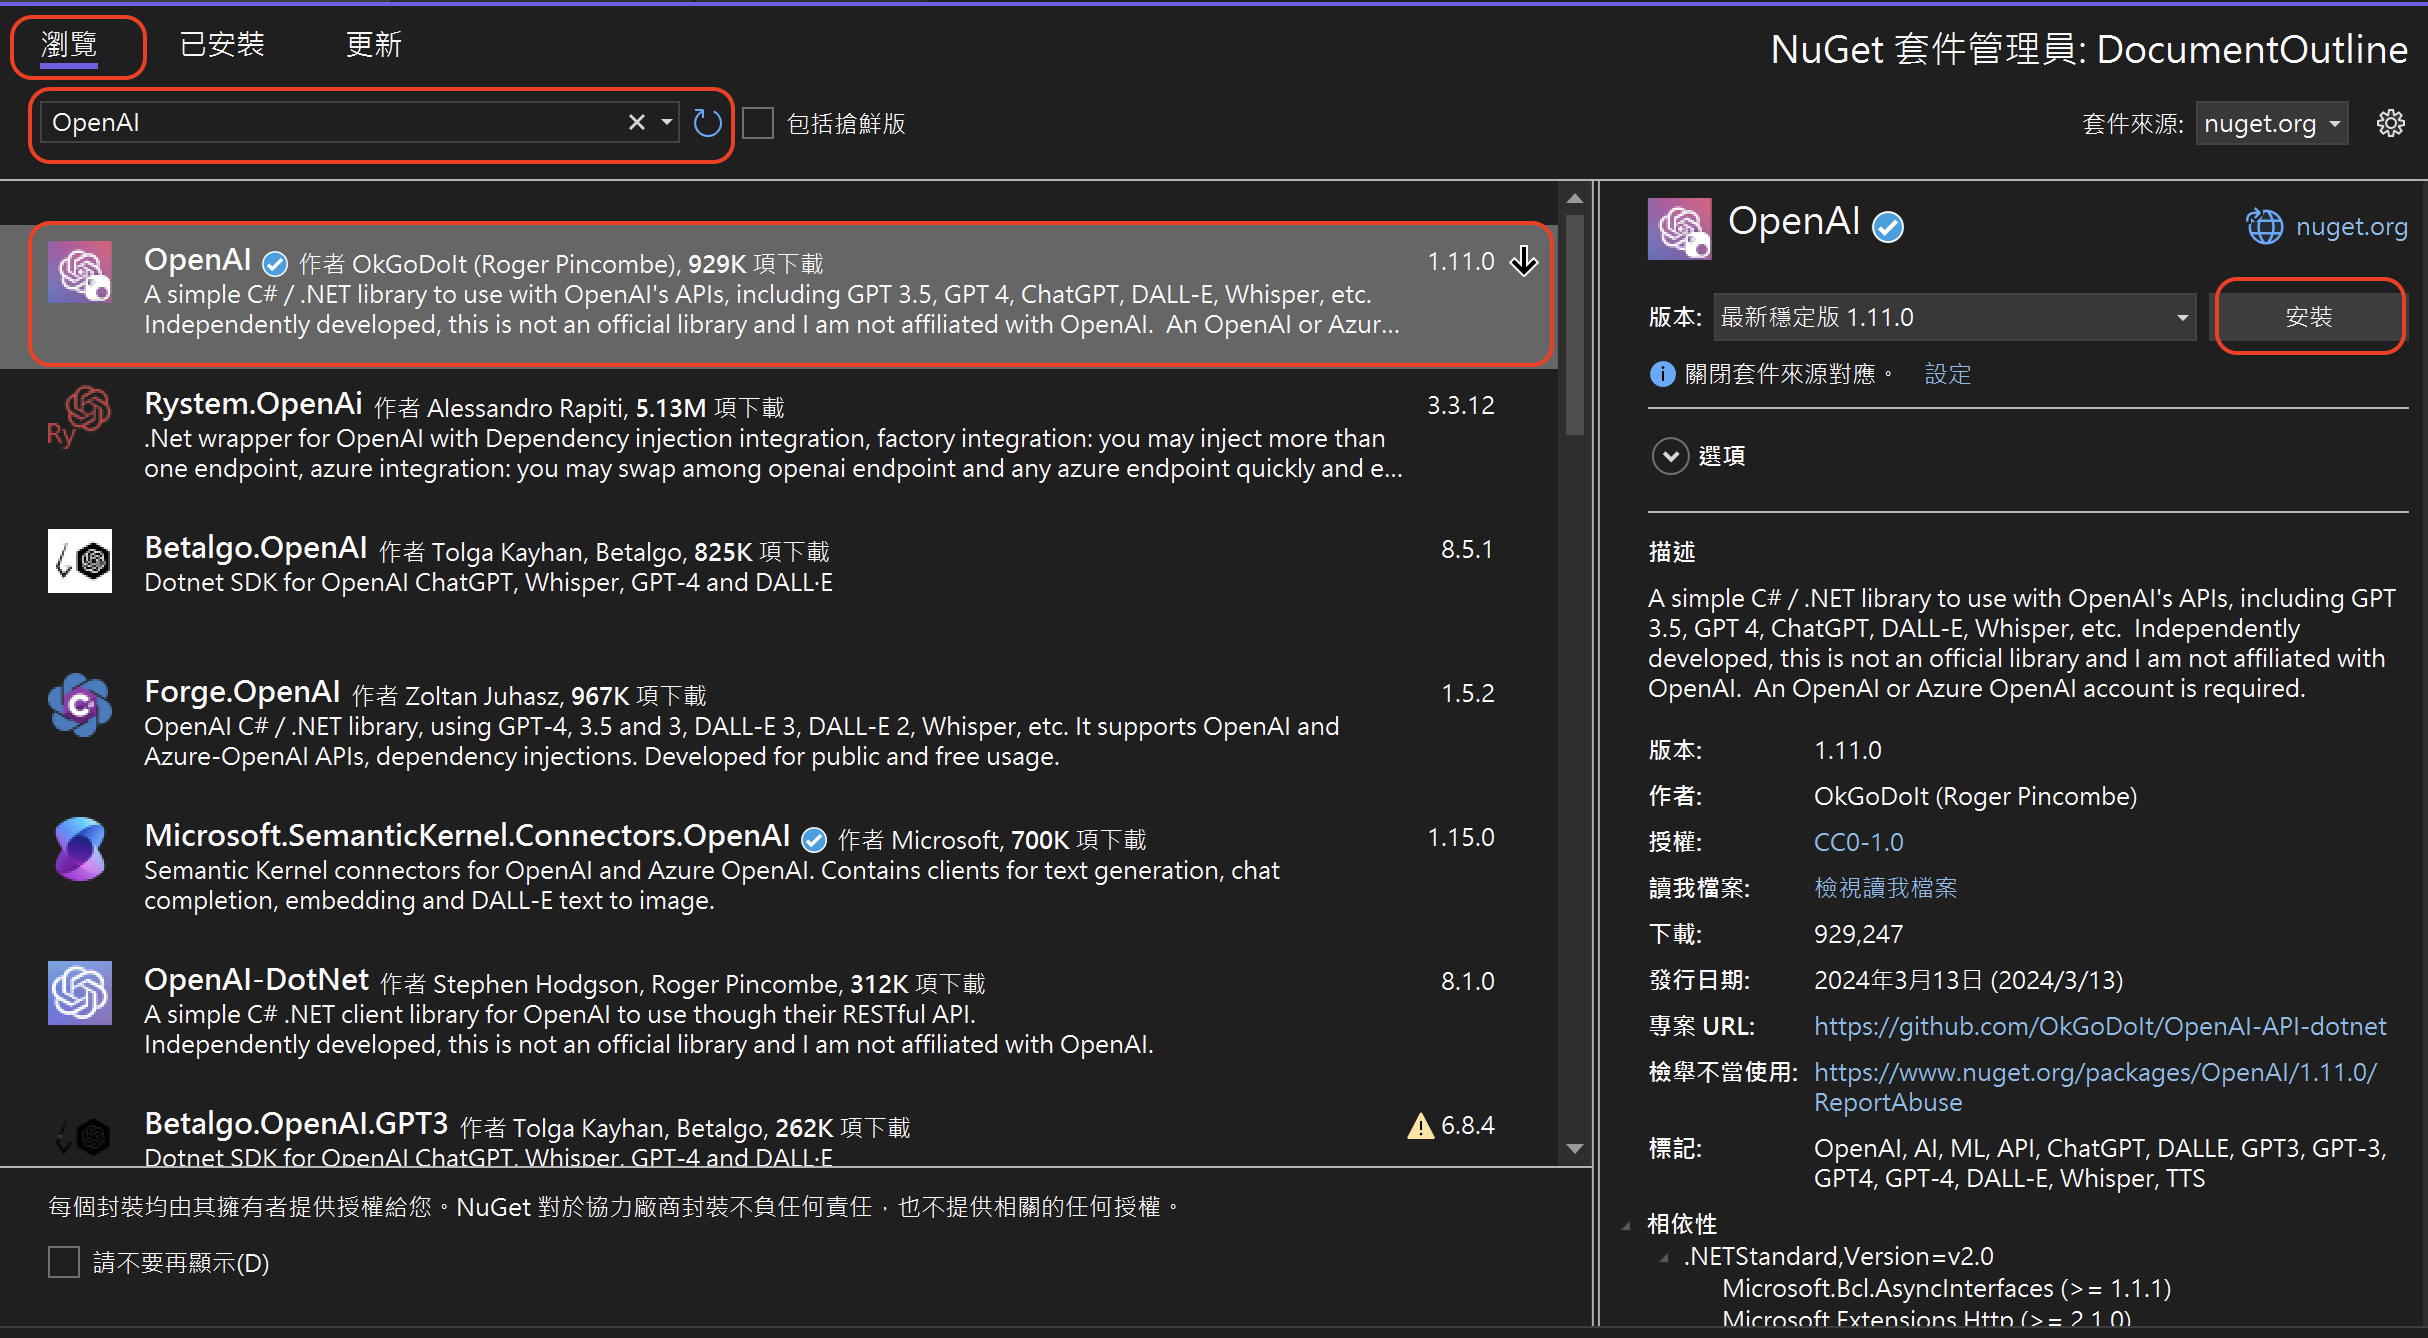 瀏覽 已安裝 更新
NuGet 套件管理員: DocumentOutline
OpenAI
包括搶鮮版
套件來源: nuget.org
OpenAI 作者 OkGoDoIt (Roger Pincombe), 929K 項下載 1.11.0
A simple C# / .NET library to use with OpenAI's APIs, including GPT 3.5, GPT 4, ChatGPT, DALL-E, Whisper, etc.
Independently developed, this is not an official library and I am not affiliated with OpenAI.  An OpenAI or Azur...
Ry
Rystem.OpenAi 作者 Alessandro Rapiti, 5.13M 項下載 3.3.12
.Net wrapper for OpenAI with Dependency injection integration, factory integration: you may inject more than
one endpoint, azure integration: you may swap among openai endpoint and any azure endpoint quickly and e...
Betalgo.OpenAI 作者 Tolga Kayhan, Betalgo, 825K 項下載 8.5.1
Dotnet SDK for OpenAI ChatGPT, Whisper, GPT-4 and DALL·E
Forge.OpenAI 作者 Zoltan Juhasz, 967K 項下載 1.5.2
OpenAI C# / .NET library, using GPT-4, 3.5 and 3, DALL-E 3, DALL-E 2, Whisper, etc. It supports OpenAI and
Azure-OpenAI APIs, dependency injections. Developed for public and free usage.
Microsoft.SemanticKernel.Connectors.OpenAI 作者 Microsoft, 700K 項下載 1.15.0
Semantic Kernel connectors for OpenAI and Azure OpenAI. Contains clients for text generation, chat
completion, embedding and DALL-E text to image.
OpenAI-DotNet 作者 Stephen Hodgson, Roger Pincombe, 312K 項下載 8.1.0
A simple C# .NET client library for OpenAI to use though their RESTful API.
Independently developed, this is not an official library and I am not affiliated with OpenAI.
Betalgo.OpenAI.GPT3 作者 Tolga Kayhan, Betalgo, 262K 項下載 6.8.4
Dotnet SDK for OpenAI ChatGPT, Whisper, GPT-4 and DALL·E
每個封裝均由其擁有者提供授權給您。NuGet 對於協力廠商封裝不負任何責任，也不提供相關的任何授權。
請不要再顯示(D)
OpenAI
nuget.org
版本: 最新穩定版 1.11.0 安裝
關閉套件來源對應。 設定
選項
描述
A simple C# / .NET library to use with OpenAI's APIs, including GPT
3.5, GPT 4, ChatGPT, DALL-E, Whisper, etc.  Independently
developed, this is not an official library and I am not affiliated with
OpenAI.  An OpenAI or Azure OpenAI account is required.
版本: 1.11.0
作者: OkGoDoIt (Roger Pincombe)
授權: CC0-1.0
讀我檔案: 檢視讀我檔案
下載: 929,247
發行日期: 2024年3月13日 (2024/3/13)
專案 URL: https://github.com/OkGoDoIt/OpenAI-API-dotnet
檢舉不當使用: https://www.nuget.org/packages/OpenAI/1.11.0/
ReportAbuse
標記: OpenAI, AI, ML, API, ChatGPT, DALLE, GPT3, GPT-3,
GPT4, GPT-4, DALL-E, Whisper, TTS
相依性
.NETStandard,Version=v2.0
Microsoft.Bcl.AsyncInterfaces (>= 1.1.1)
Microsoft.Extensions.Http (>= 2.1.0)